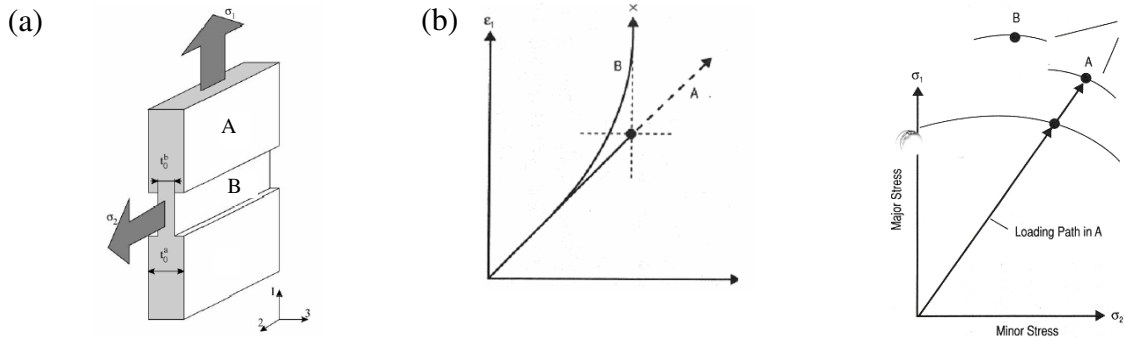 (a)
σ₁
A
t₀ᵇ
B
σ₂
t₀ᵃ
1
2
3
(b)
ε₁
X
B
A
B
A
σ₁
Major Stress
Loading Path in A
σ₂
Minor Stress